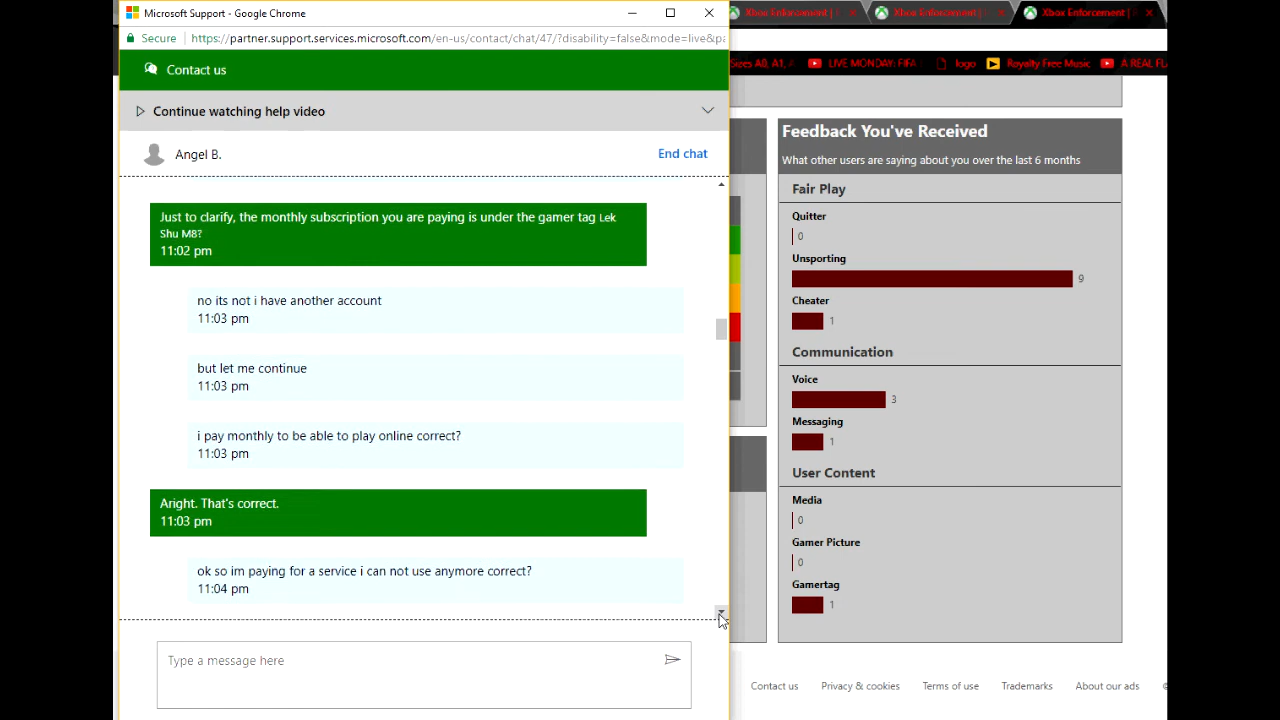 Microsoft Support - Google Chrome
Secure https://partner.support.services.microsoft.com/en-us/contact/chat/47/?disability=false&mode=live&p
Contact us
Continue watching help video
Angel B.
End chat
Just to clarify, the monthly subscription you are paying is under the gamer tag Lek
Shu M8?
11:02 pm
no its not i have another account
11:03 pm
but let me continue
11:03 pm
i pay monthly to be able to play online correct?
11:03 pm
Aright. That's correct.
11:03 pm
ok so im paying for a service i can not use anymore correct?
11:04 pm
Type a message here
Xbox Enforcement |
Xbox Enforcement |
Xbox Enforcement |
Sizes A0, A1,
LIVE MONDAY: FIFA
logo
Royalty Free Music
A REAL
Feedback You've Received
What other users are saying about you over the last 6 months
Fair Play
Quitter
0
Unsporting
9
Cheater
1
Communication
Voice
3
Messaging
1
User Content
Media
0
Gamer Picture
0
Gamertag
1
Contact us Privacy & cookies Terms of use Trademarks About our ads ©